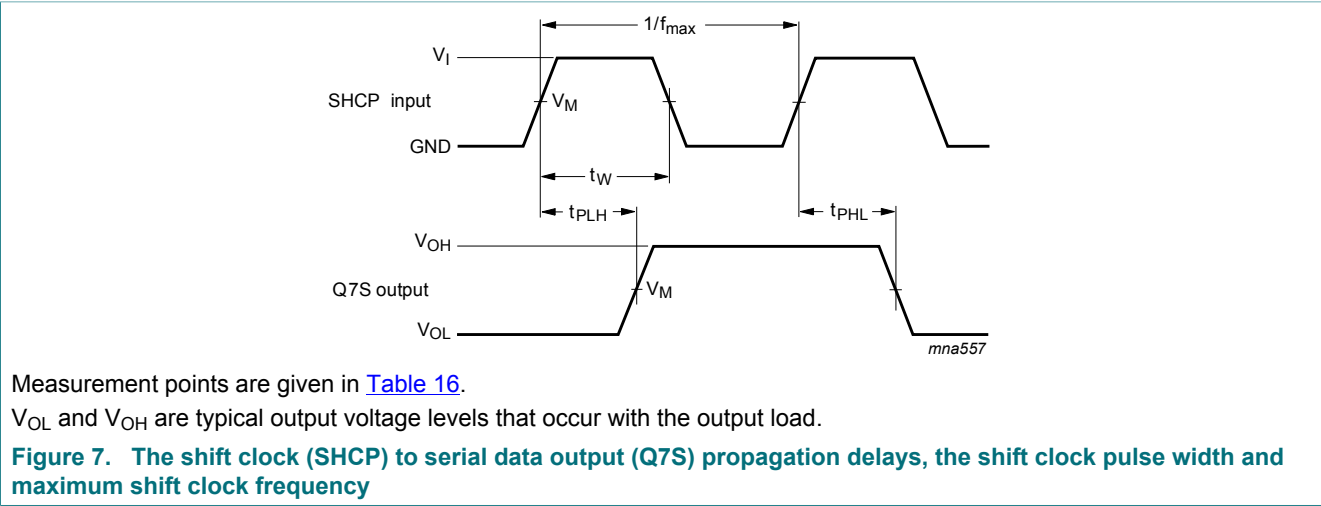 1/fmax
VI
SHCP input
VM
GND
tW
tPLH
tPHL
VOH
Q7S output
VM
VOL
mna557
Measurement points are given in Table 16.
VOL and VOH are typical output voltage levels that occur with the output load.
Figure 7. The shift clock (SHCP) to serial data output (Q7S) propagation delays, the shift clock pulse width and
maximum shift clock frequency